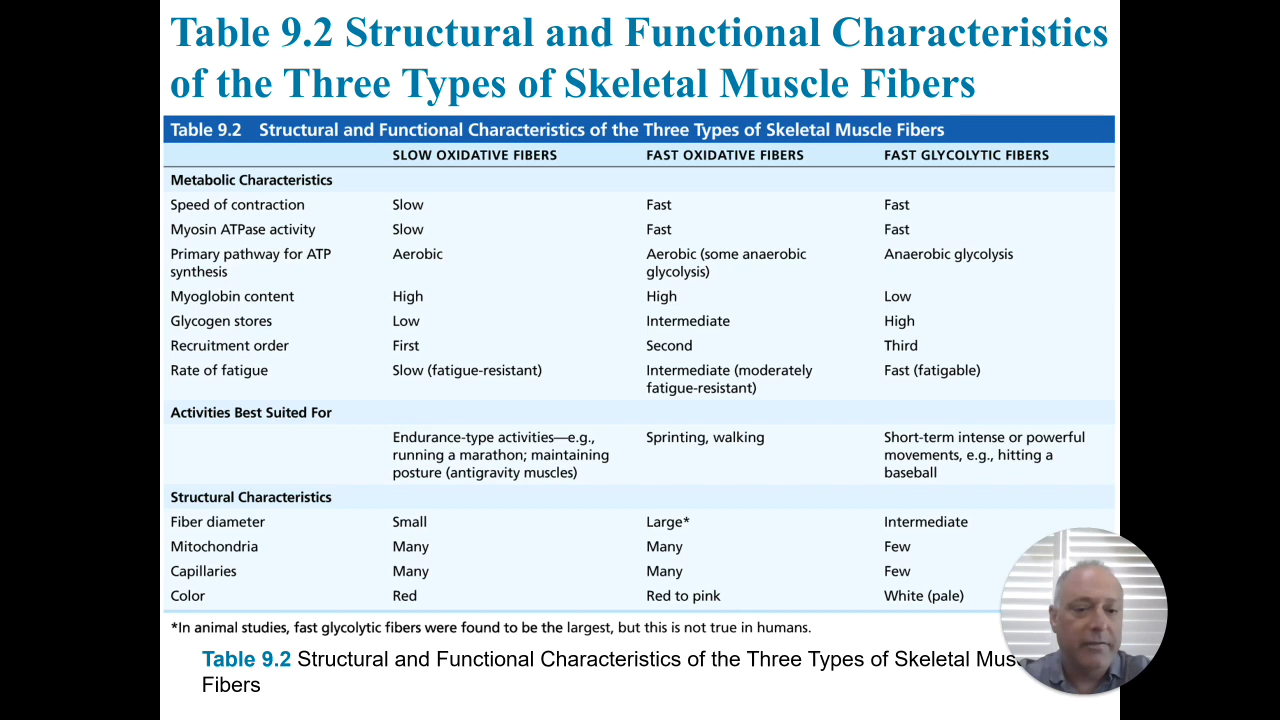 Table 9.2 Structural and Functional Characteristics
of the Three Types of Skeletal Muscle Fibers
Table 9.2 Structural and Functional Characteristics of the Three Types of Skeletal Muscle Fibers
SLOW OXIDATIVE FIBERS FAST OXIDATIVE FIBERS FAST GLYCOLYTIC FIBERS
Metabolic Characteristics
Speed of contraction Slow Fast Fast
Myosin ATPase activity Slow Fast Fast
Primary pathway for ATP Aerobic Aerobic (some anaerobic Anaerobic glycolysis
synthesis glycolysis)
Myoglobin content High High Low
Glycogen stores Low Intermediate High
Recruitment order First Second Third
Rate of fatigue Slow (fatigue-resistant) Intermediate (moderately Fast (fatigable)
fatigue-resistant)
Activities Best Suited For
Endurance-type activities—e.g., Sprinting, walking Short-term intense or powerful
running a marathon; maintaining movements, e.g., hitting a
posture (antigravity muscles) baseball
Structural Characteristics
Fiber diameter Small Large* Intermediate
Mitochondria Many Many Few
Capillaries Many Many Few
Color Red Red to pink White (pale)
*In animal studies, fast glycolytic fibers were found to be the largest, but this is not true in humans.
Table 9.2 Structural and Functional Characteristics of the Three Types of Skeletal
Fibers